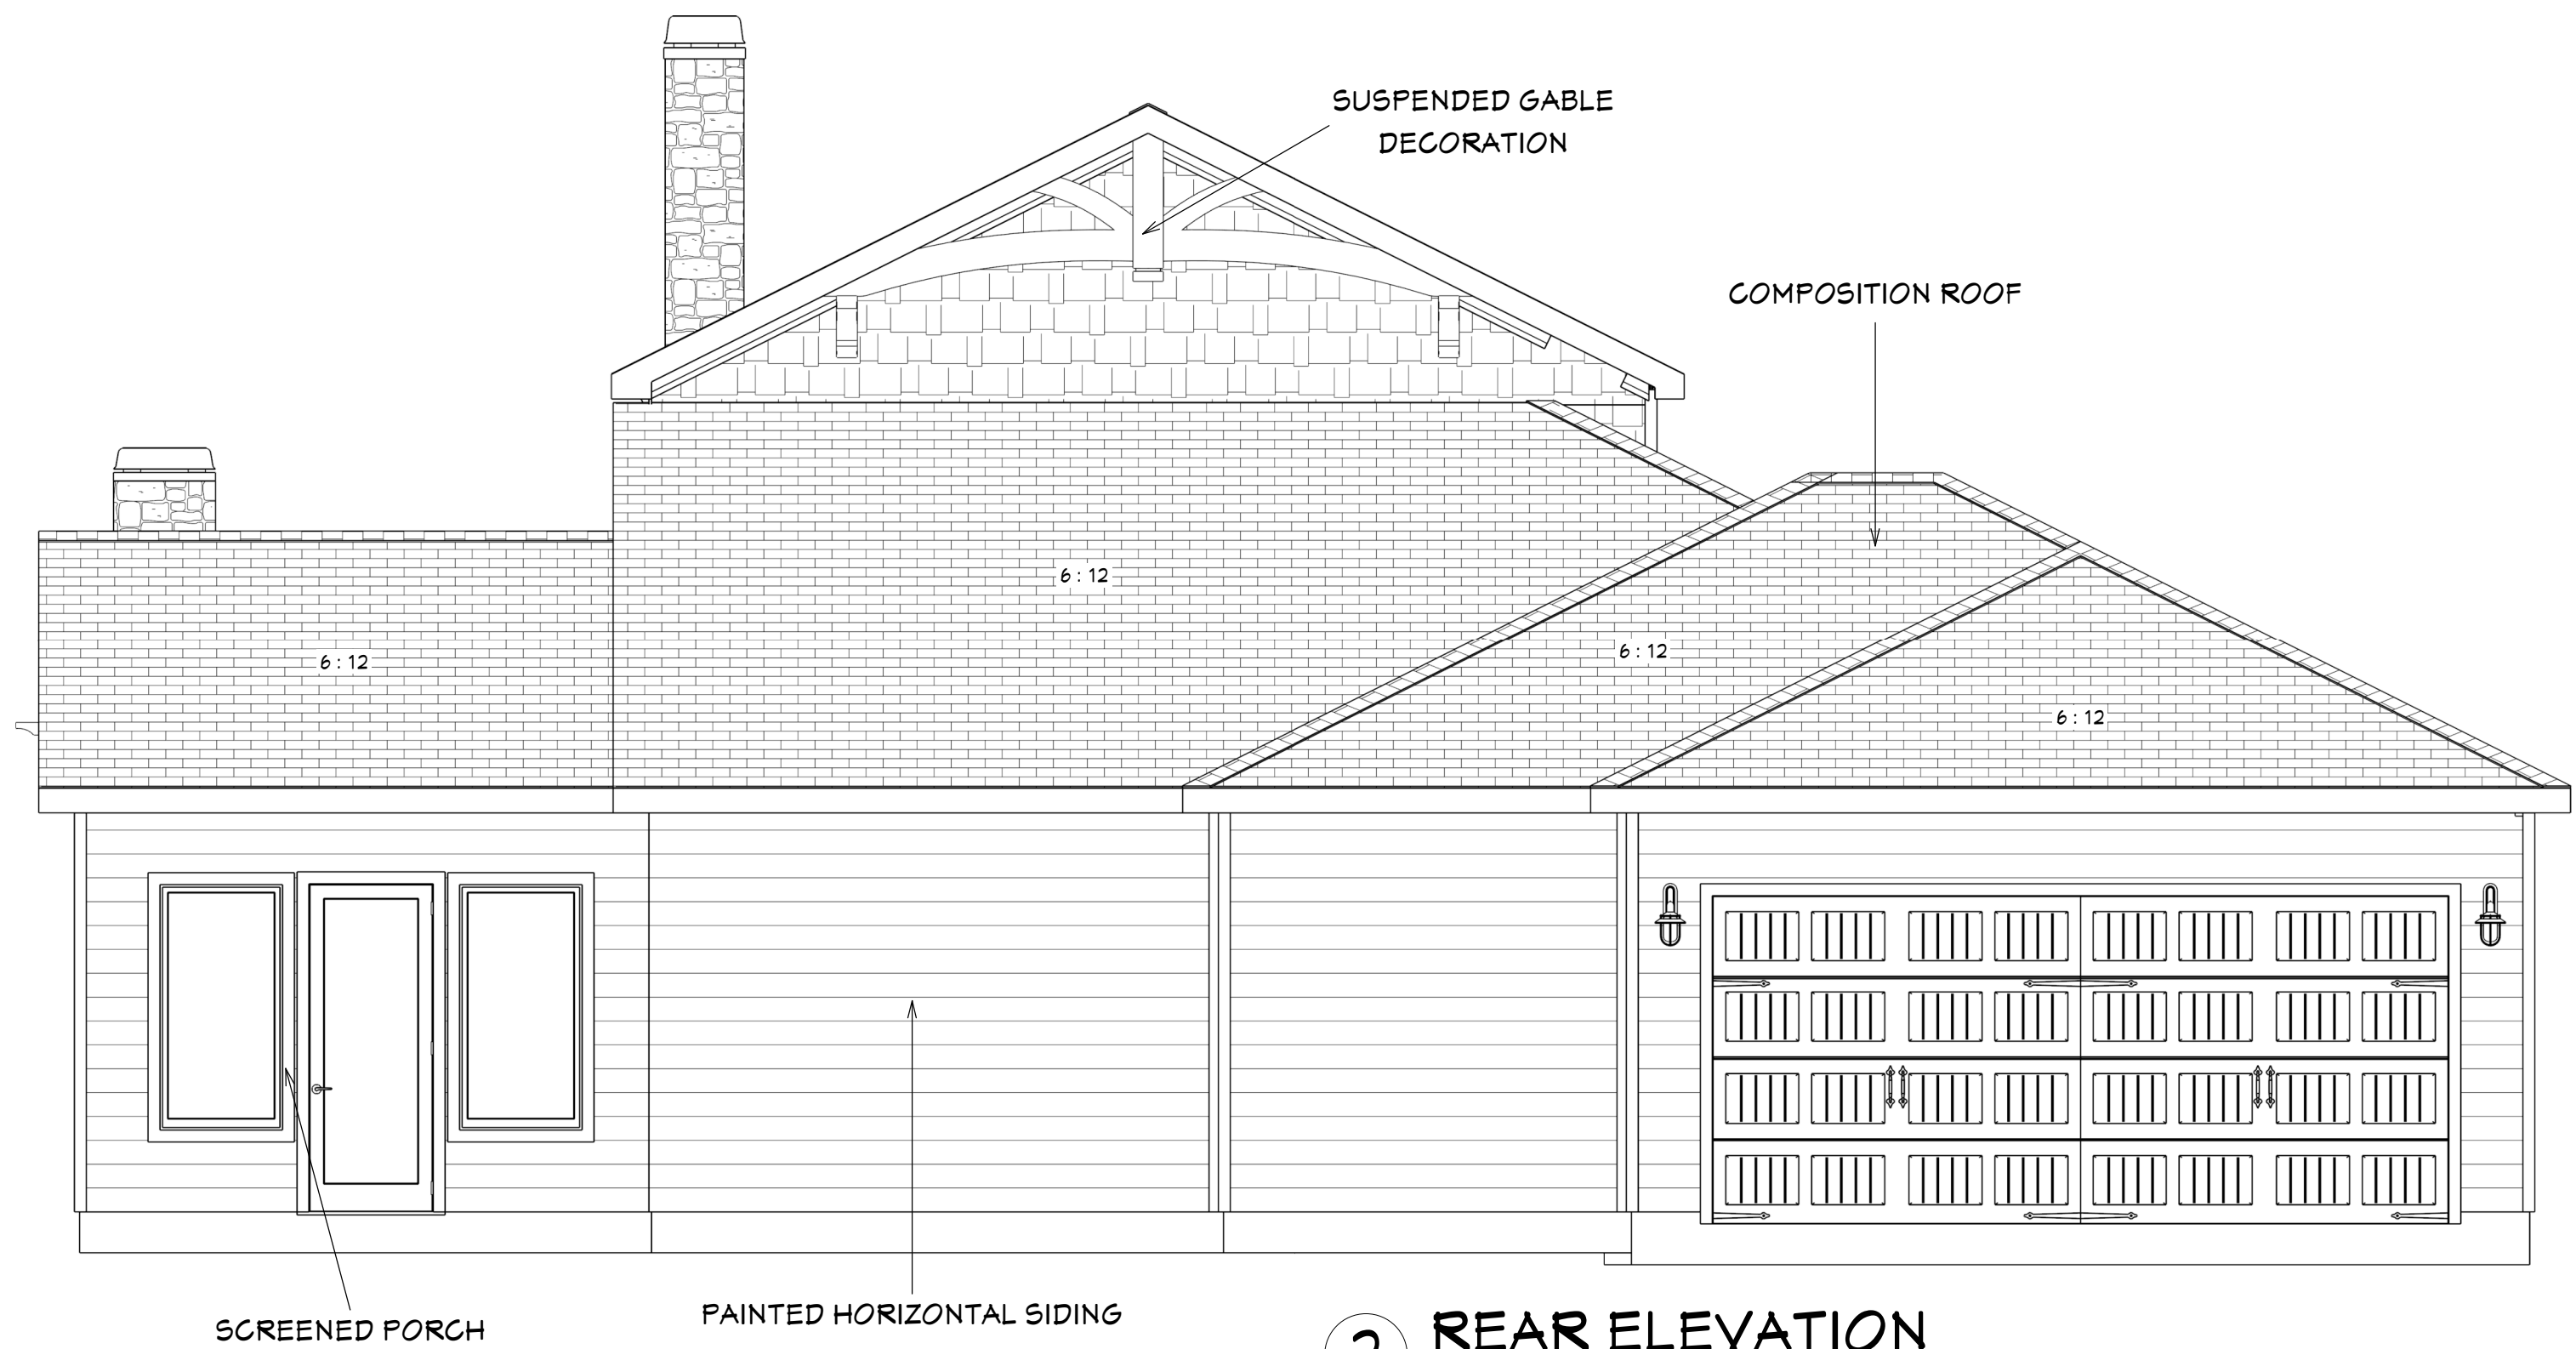 SUSPENDED GABLE
DECORATION
COMPOSITION ROOF
6 : 12
6 : 12
6 : 12
6 : 12
SCREENED PORCH
PAINTED HORIZONTAL SIDING
2 REAR ELEVATION